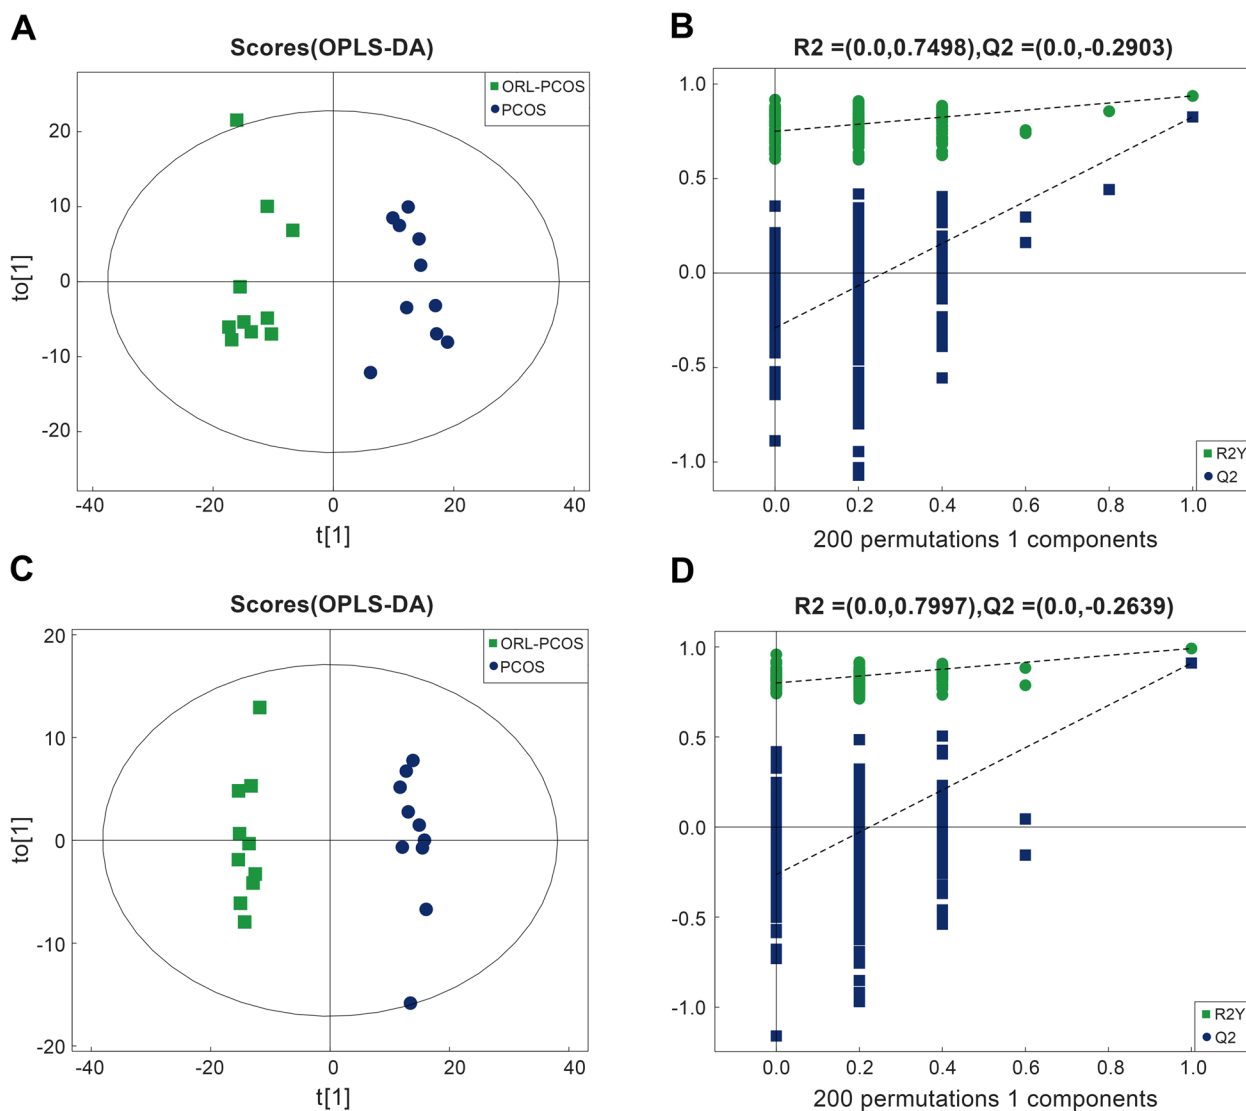 A
Scores(OPLS-DA)
ORL-PCOS
PCOS
20
10
0
-10
-20
to[1]
-40
-20
0
20
40
t[1]
B
R2 =(0.0,0.7498),Q2 =(0.0,-0.2903)
1.0
0.5
0.0
-0.5
-1.0
R2Y
Q2
0.0
0.2
0.4
0.6
0.8
1.0
200 permutations 1 components
C
Scores(OPLS-DA)
ORL-PCOS
PCOS
20
10
0
-10
-20
to[1]
-40
-20
0
20
40
t[1]
D
R2 =(0.0,0.7997),Q2 =(0.0,-0.2639)
1.0
0.5
0.0
-0.5
-1.0
R2Y
Q2
0.0
0.2
0.4
0.6
0.8
1.0
200 permutations 1 components